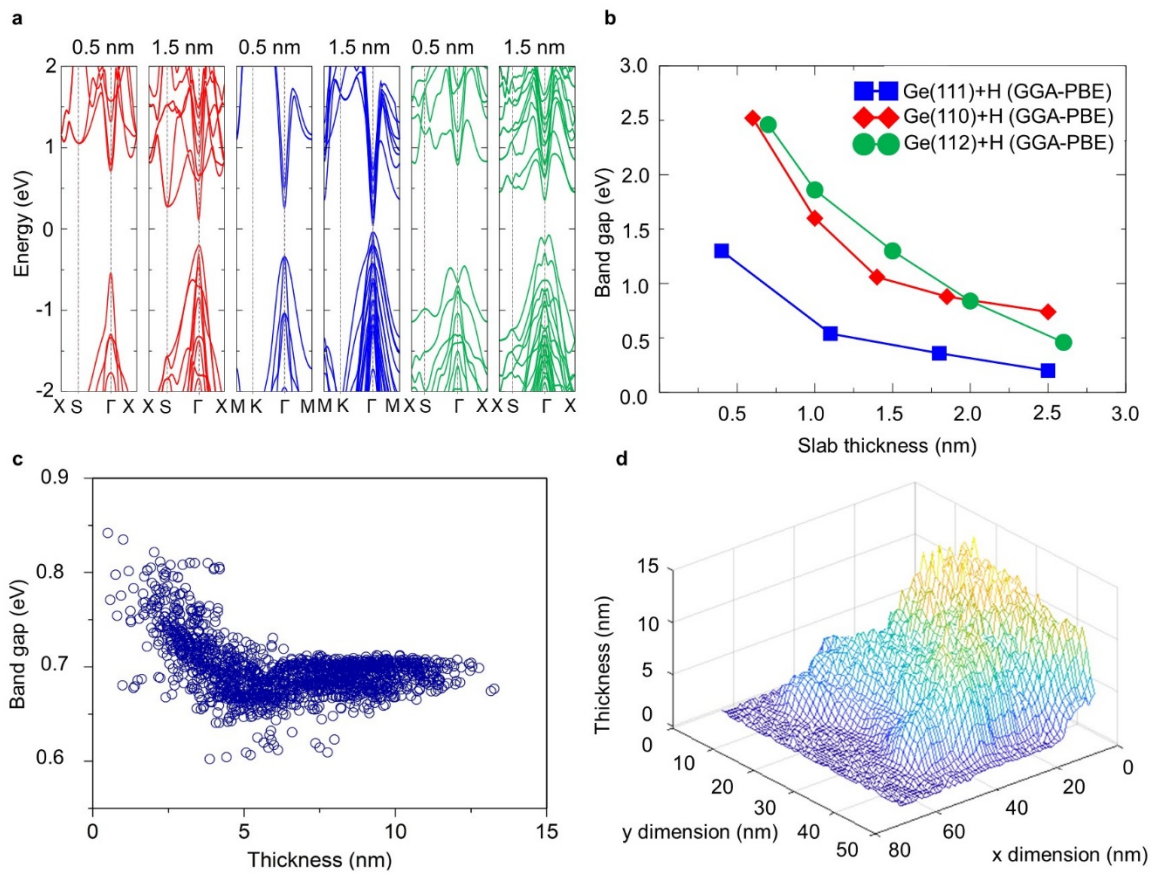 a
0.5 nm 1.5 nm 0.5 nm 1.5 nm 0.5 nm 1.5 nm
2
1
0
-1
-2
Energy (eV)
X S Γ X X S Γ X M K Γ M M K Γ M X S Γ X X S Γ X
b
3.0
2.5
2.0
1.5
1.0
0.5
0.0
Band gap (eV)
Ge(111)+H (GGA-PBE)
Ge(110)+H (GGA-PBE)
Ge(112)+H (GGA-PBE)
0.5 1.0 1.5 2.0 2.5 3.0
Slab thickness (nm)
c
0.9
0.8
0.7
0.6
Band gap (eV)
0 5 10 15
Thickness (nm)
d
15
10
5
0
Thickness (nm)
0
10
20
30
40
50
y dimension (nm)
80
60
40
20
0
x dimension (nm)